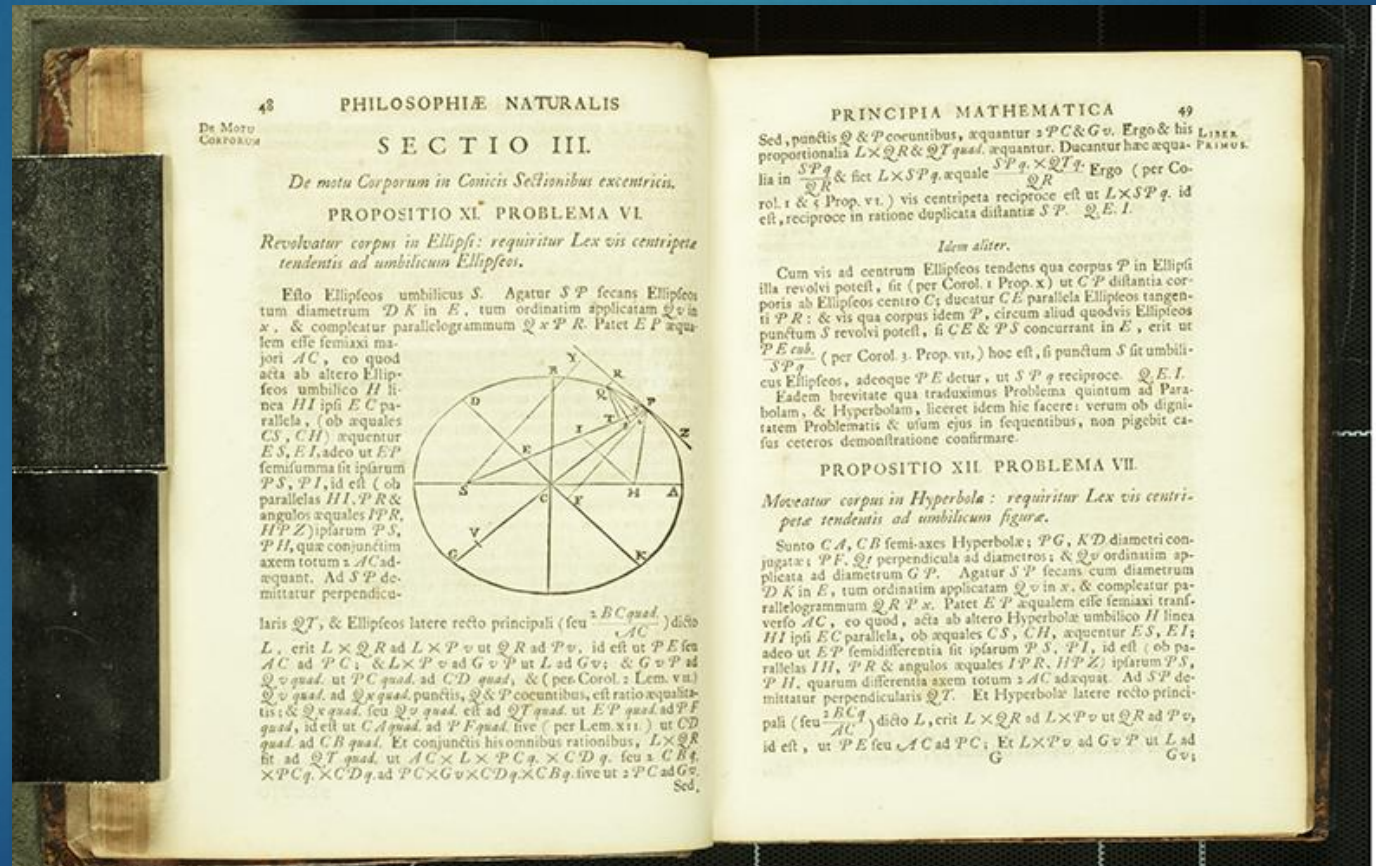 48 PHILOSOPHIÆ NATURALIS
De Motu
Corporum
SECTIO III.
De motu Corporum in Conicis Sectionibus excentricis.
PROPOSITIO XI. PROBLEMA VI.
Revolvatur corpus in Ellipsi: requiritur Lex vis centripetæ
tendentis ad umbilicum Ellipseos.
Esto Ellipseos umbilicus S. Agatur SP secans Ellipseos
tum diametrum DK in E, tum ordinatim applicatam Qv in
x, & compleatur parallelogrammum QxPR. Patet EP æqua-
lem esse semiaxi ma-
jori AC, eo quod
acta ab altero Ellip-
seos umbilico H li-
nea HI ipsi EC pa-
rallela, (ob æquales
CS, CH) æquentur
ES, EI, adeo ut EP
semisumma sit ipsarum
PS, PI, id est (ob
parallelas HI, PR &
angulos æquales IPR,
HPZ) ipsarum PS,
PH, quæ conjunctim
axem totum 2AC ad-
æquant. Ad SP de-
mittatur perpendicu-
Y
B
R
Q
D
P
T
I
Z
E
S
C
F
H
A
V
G
K
laris QT, & Ellipseos latere recto principali (seu 2BC quad./AC) dicto
L, erit L×QR ad L×Pv ut QR ad Pv, id est ut PE seu
AC ad PC; & L×Pv ad GvP ut L ad Gv; & GvP ad
Qv quad. ut PC quad. ad CD quad, & (per Corol. 2 Lem. VII)
Qv quad. ad Qx quad. punctis, Q & P coeuntibus, est ratio æqualita-
tis; & Qx quad. seu Qv quad. est ad QT quad. ut EP quad. ad PF
quad, id est ut CA quad. ad PF quad. sive (per Lem. XII.) ut CD
quad. ad CB quad. Et conjunctis his omnibus rationibus, L×QR
fit ad QT quad. ut AC × L × PCq. × CDq. seu 2 CBq.
×PCq. ×CDq. ad PC×Gv×CDq.×CBq. sive ut 2PC ad Gv.
Sed,
PRINCIPIA MATHEMATICA 49
Liber
Primus.
Sed, punctis Q & P coeuntibus, æquantur 2PC & Gv. Ergo & his
proportionalia L×QR & QT quad. æquantur. Ducantur hæc æqua-
lia in SPq/QR & fiet L×SPq. æquale SPq.×QTq./QR Ergo (per Co-
rol. 1 & 5 Prop. VI.) vis centripeta reciproce est ut L×SPq. id
est, reciproce in ratione duplicata distantiæ SP. Q.E.I.
Idem aliter.
Cum vis ad centrum Ellipseos tendens qua corpus P in Ellipsi
illa revolvi potest, sit (per Corol. 1 Prop. X) ut CP distantia cor-
poris ab Ellipseos centro C; ducatur CE parallela Ellipseos tangen-
ti PR: & vis qua corpus idem P, circum aliud quodvis Ellipseos
punctum S revolvi potest, si CE & PS concurrant in E, erit ut
PE cub./SPq (per Corol. 3. Prop. VII,) hoc est, si punctum S sit umbili-
cus Ellipseos, adeoque PE detur, ut SPq reciproce. Q.E.I.
Eadem brevitate qua traduximus Problema quintum ad Para-
bolam, & Hyperbolam, liceret idem hic facere: verum ob digni-
tatem Problematis & usum ejus in sequentibus, non pigebit ca-
sus ceteros demonstratione confirmare.
PROPOSITIO XII. PROBLEMA VII.
Moveatur corpus in Hyperbola: requiritur Lex vis centri-
petæ tendentis ad umbilicum figuræ.
Sunto CA, CB semi-axes Hyperbolæ; PG, KD diametri con-
jugatæ; PF, Qt perpendicula ad diametros; & Qv ordinatim ap-
plicata ad diametrum GP. Agatur SP secans cum diametrum
DK in E, tum ordinatim applicatam Qv in x, & compleatur pa-
rallelogrammum QRPx. Patet EP æqualem esse semiaxi transf-
verso AC, eo quod, acta ab altero Hyperbolæ umbilico H linea
HI ipsi EC parallela, ob æquales CS, CH, æquentur ES, EI;
adeo ut EP semidifferentia sit ipsarum PS, PI, id est (ob pa-
rallelas IH, PR & angulos æquales IPR, HPZ) ipsarum PS,
PH, quarum differentia axem totum 2AC adæquat. Ad SP de-
mittatur perpendicularis QT. Et Hyperbolæ latere recto princi-
pali (seu 2BCq/AC) dicto L, erit L×QR ad L×Pv ut QR ad Pv,
id est, ut PE seu AC ad PC; Et L×Pv ad GvP ut L ad
G Gv;